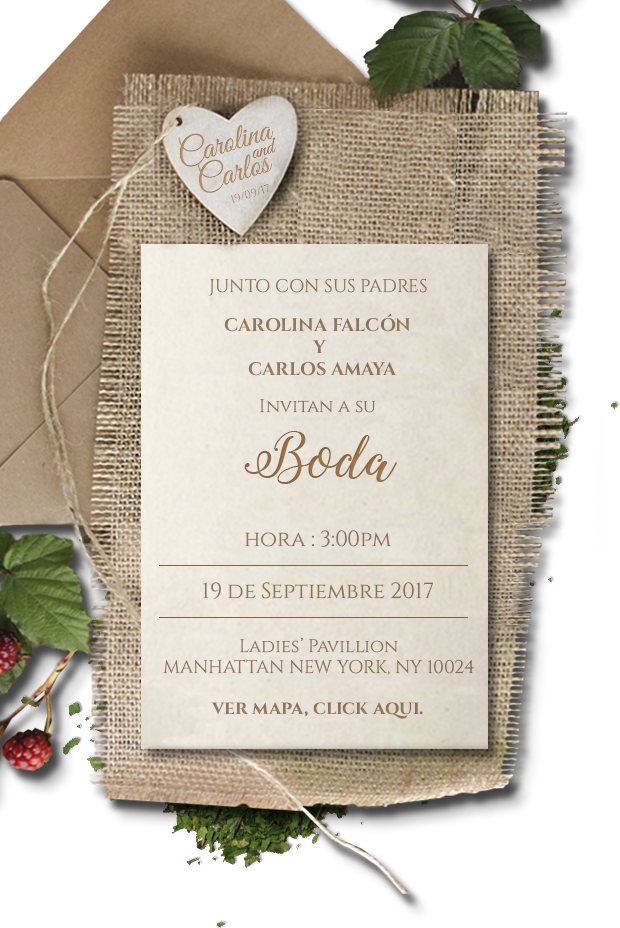 Carolina
and
Carlos
19/09/17
JUNTO CON SUS PADRES
CAROLINA FALCÓN
Y
CARLOS AMAYA
INVITAN A SU
Boda
HORA : 3:00PM
19 DE SEPTIEMBRE 2017
LADIES’ PAVILLION
MANHATTAN NEW YORK, NY 10024
VER MAPA, CLICK AQUI.